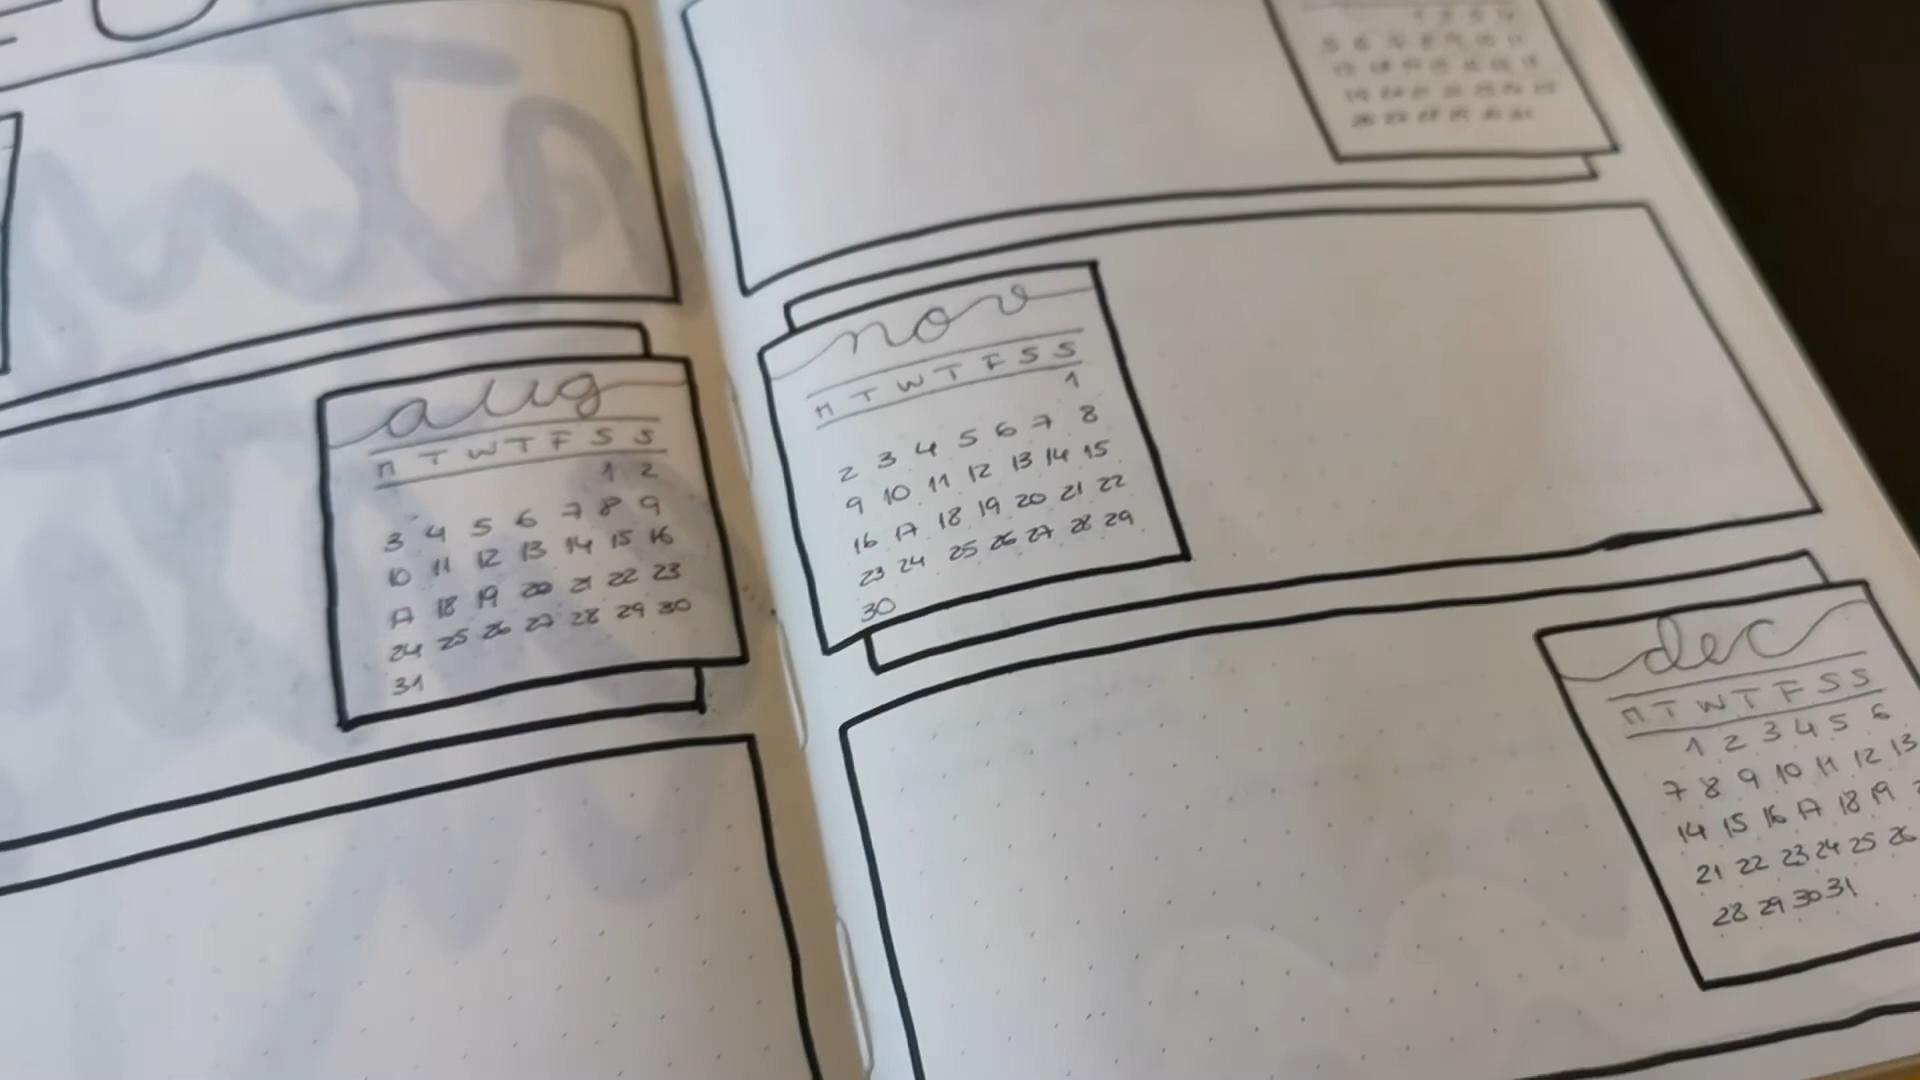 aug
M T W T F S S
1 2
3 4 5 6 7 8 9
10 11 12 13 14 15 16
17 18 19 20 21 22 23
24 25 26 27 28 29 30
31
nov
M T W T F S S
1
2 3 4 5 6 7 8
9 10 11 12 13 14 15
16 17 18 19 20 21 22
23 24 25 26 27 28 29
30
dec
M T W T F S S
1 2 3 4 5 6
7 8 9 10 11 12 13
14 15 16 17 18 19
21 22 23 24 25 26
28 29 30 31